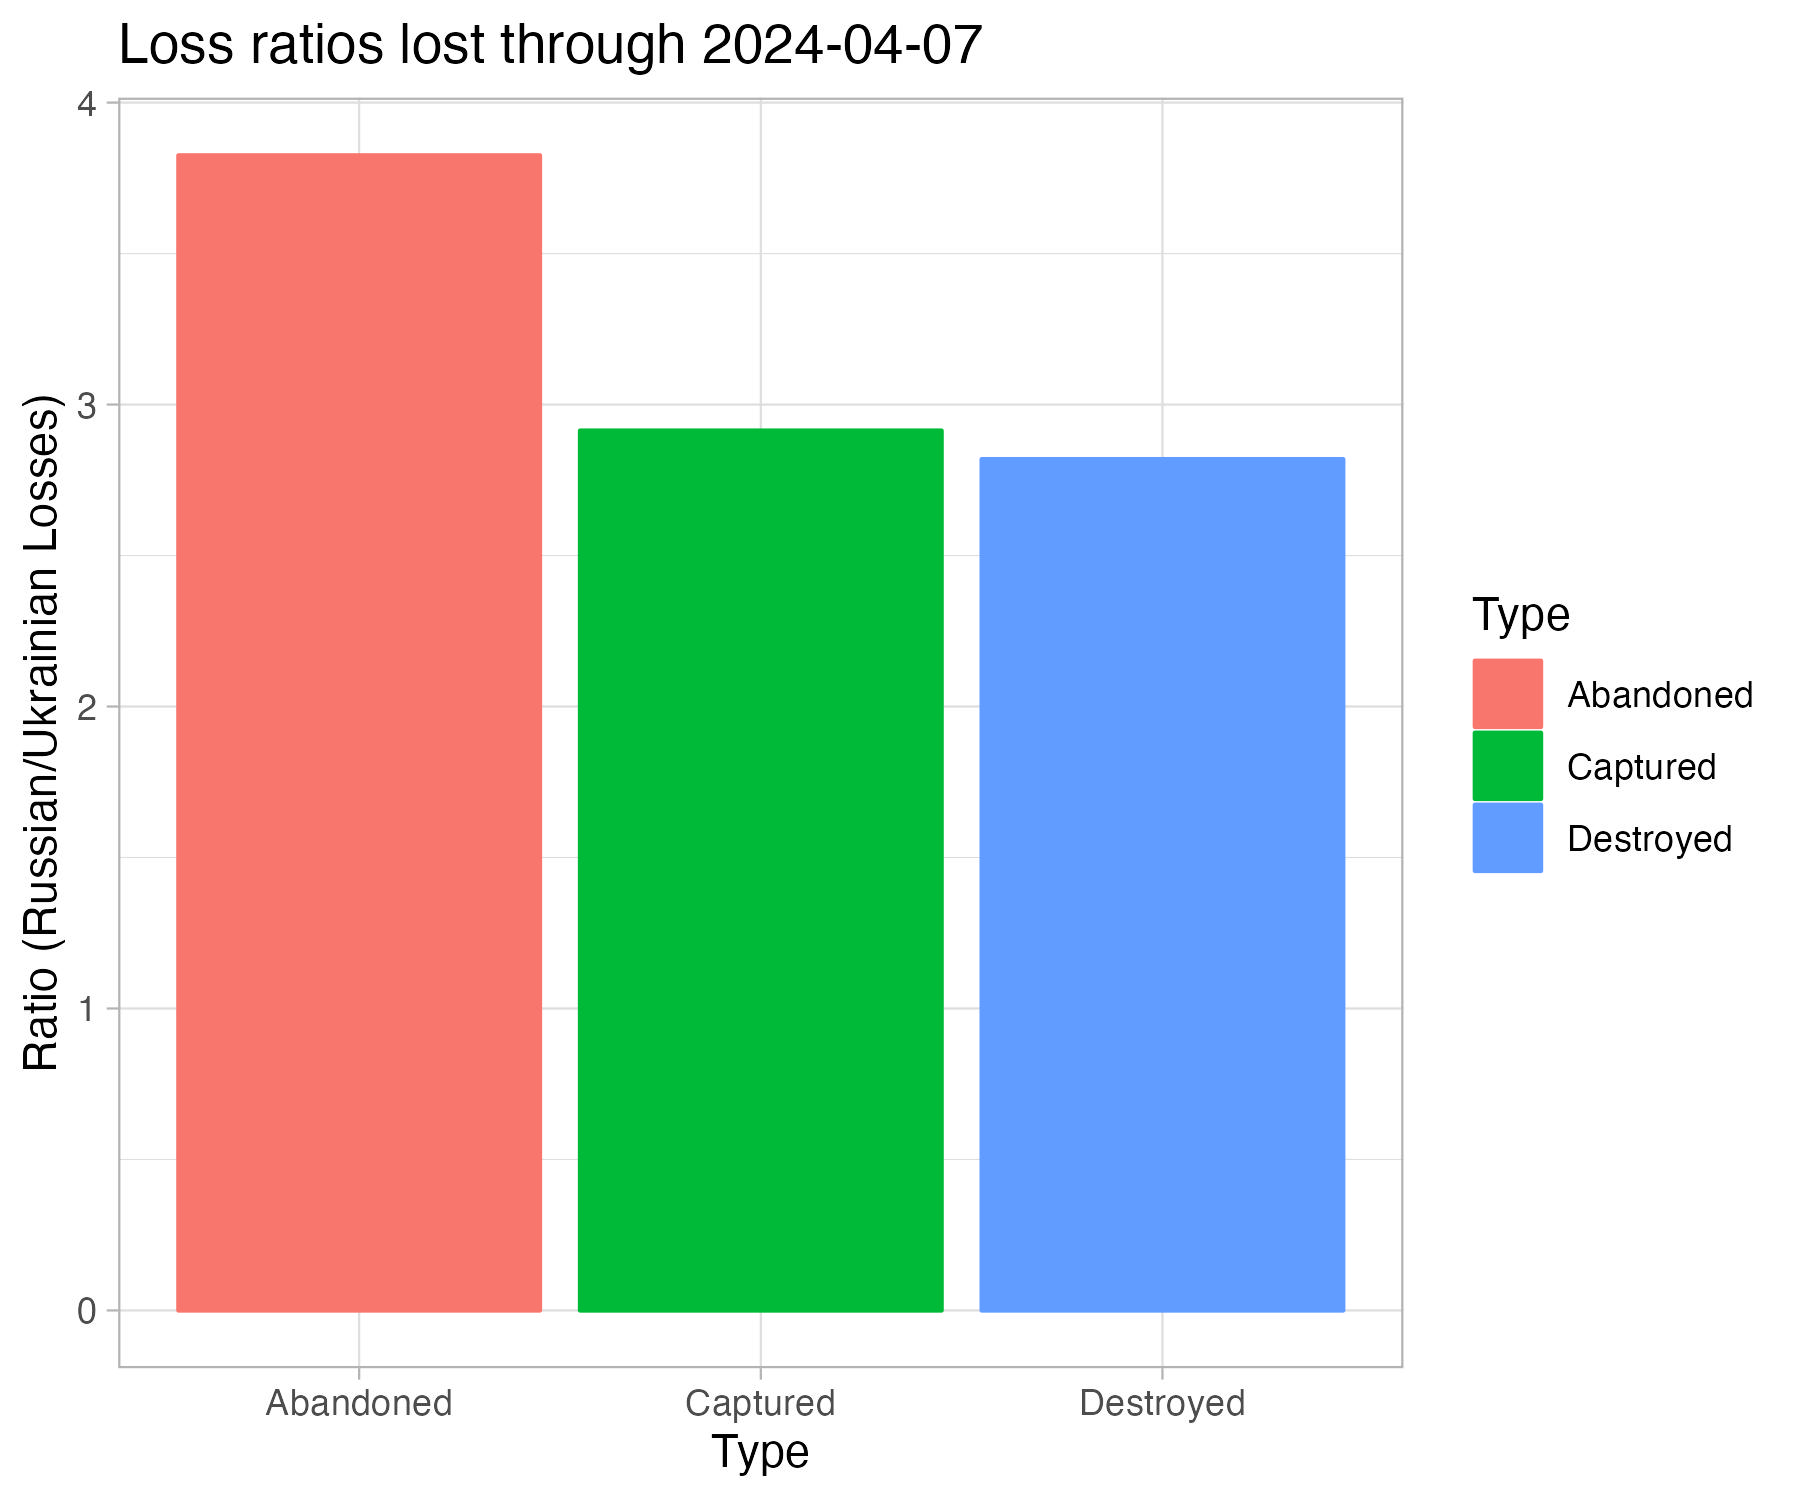 Loss ratios lost through 2024-04-07
Ratio (Russian/Ukrainian Losses)
4
3
2
1
0
Abandoned
Captured
Destroyed
Type
Type
Abandoned
Captured
Destroyed